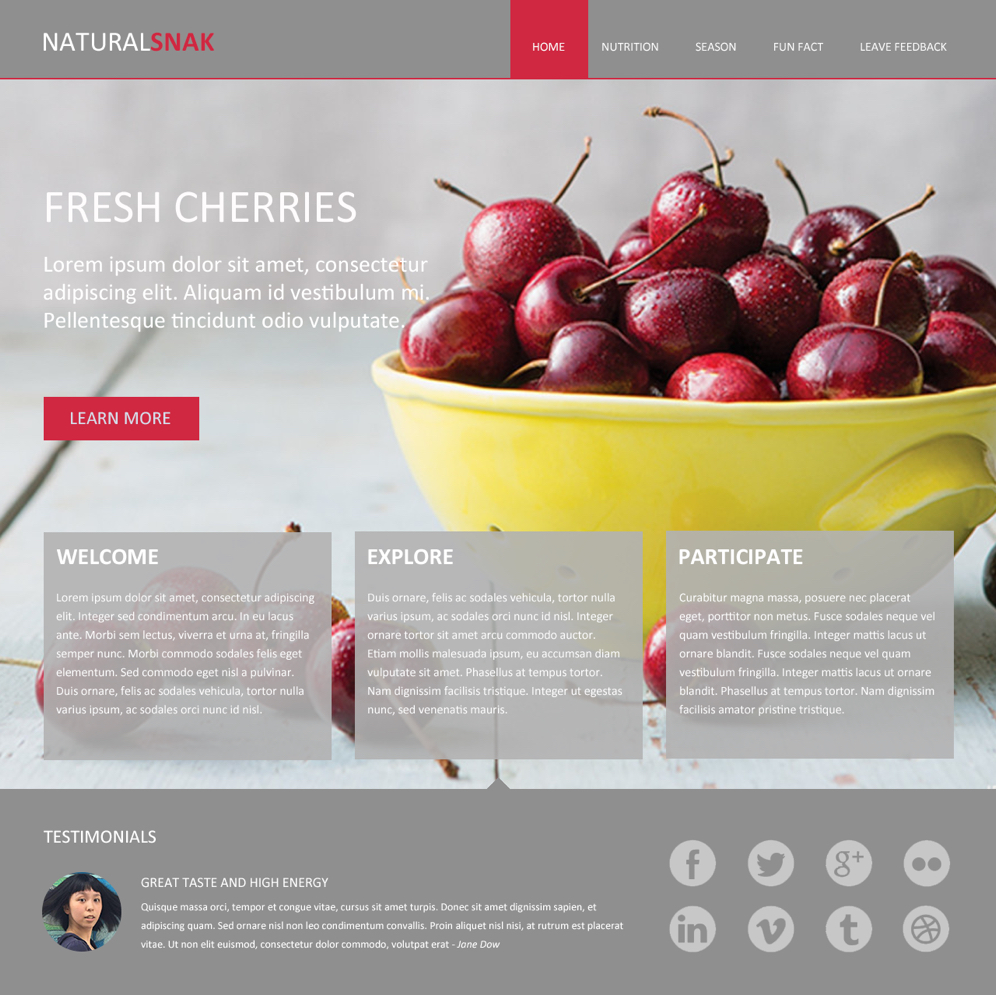 NATURALSNAK
HOME NUTRITION SEASON FUN FACT LEAVE FEEDBACK
FRESH CHERRIES
Lorem ipsum dolor sit amet, consectetur
adipiscing elit. Aliquam id vestibulum mi.
Pellentesque tincidunt odio vulputate.
LEARN MORE
WELCOME
Lorem ipsum dolor sit amet, consectetur adipiscing
elit. Integer sed condimentum arcu. In eu lacus
ante. Morbi sem lectus, viverra et urna at, fringilla
semper nunc. Morbi commodo sodales felis eget
elementum. Sed commodo eget nisl a pulvinar.
Duis ornare, felis ac sodales vehicula, tortor nulla
varius ipsum, ac sodales orci nunc id nisl.
EXPLORE
Duis ornare, felis ac sodales vehicula, tortor nulla
varius ipsum, ac sodales orci nunc id nisl. Integer
ornare tortor sit amet arcu commodo auctor.
Etiam mollis malesuada ipsum, eu accumsan diam
vulputate sit amet. Phasellus at tempus tortor.
Nam dignissim facilisis tristique. Integer ut egestas
nunc, sed venenatis mauris.
PARTICIPATE
Curabitur magna massa, posuere nec placerat
eget, porttitor non metus. Fusce sodales neque vel
quam vestibulum fringilla. Integer mattis lacus ut
ornare blandit. Fusce sodales neque vel quam
vestibulum fringilla. Integer mattis lacus ut ornare
blandit. Phasellus at tempus tortor. Nam dignissim
facilisis amator pristine tristique.
TESTIMONIALS
GREAT TASTE AND HIGH ENERGY
Quisque massa orci, tempor et congue vitae, cursus sit amet turpis. Donec sit amet dignissim sapien, et
adipiscing quam. Sed ornare nisl non leo condimentum convallis. Proin aliquet nisl nisi, at rutrum est placerat
vitae. Ut non elit euismod, consectetur dolor commodo, volutpat erat - Jane Dow
f g+
in v t